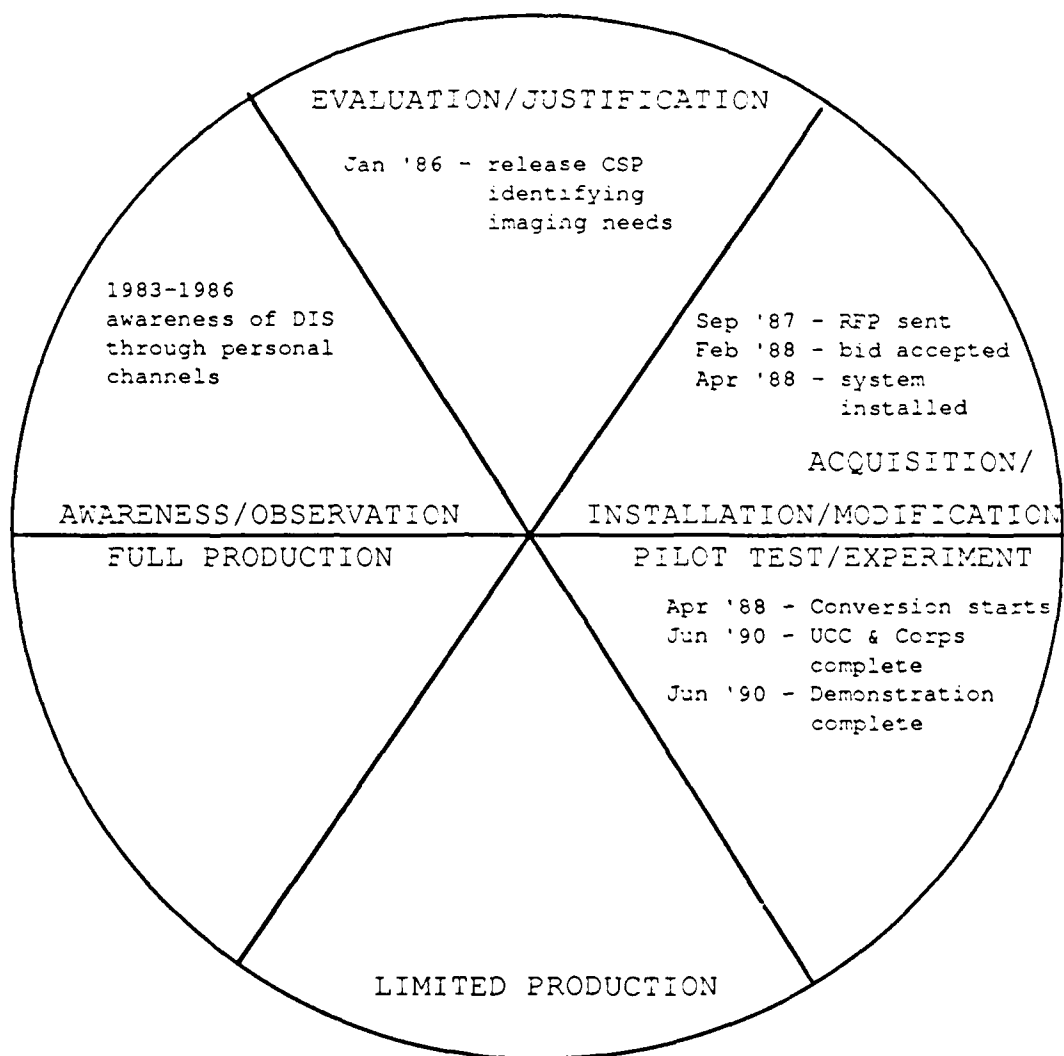 EVALUATION/JUSTIFICATION
Jan '86 - release CSP
identifying
imaging needs
1983-1986
awareness of DIS
through personal
channels
AWARENESS/OBSERVATION
Sep '87 - RFP sent
Feb '88 - bid accepted
Apr '88 - system
installed
ACQUISITION/
INSTALLATION/MODIFICATION
FULL PRODUCTION
PILOT TEST/EXPERIMENT
Apr '88 - Conversion starts
Jun '90 - UCC & Corps
complete
Jun '90 - Demonstration
complete
LIMITED PRODUCTION